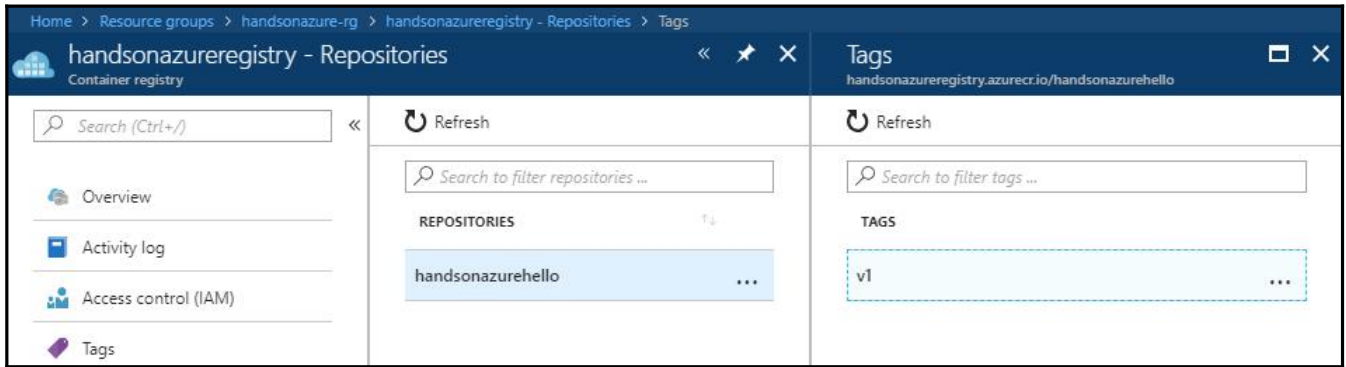 Home > Resource groups > handsonazure-rg > handsonazureregistry - Repositories > Tags
handsonazureregistry - Repositories
Container registry
Search (Ctrl+/)
Overview
Activity log
Access control (IAM)
Tags
Refresh
Search to filter repositories ...
REPOSITORIES
handsonazurehello
Tags
handsonazureregistry.azurecr.io/handsonazurehello
Refresh
Search to filter tags ...
TAGS
v1